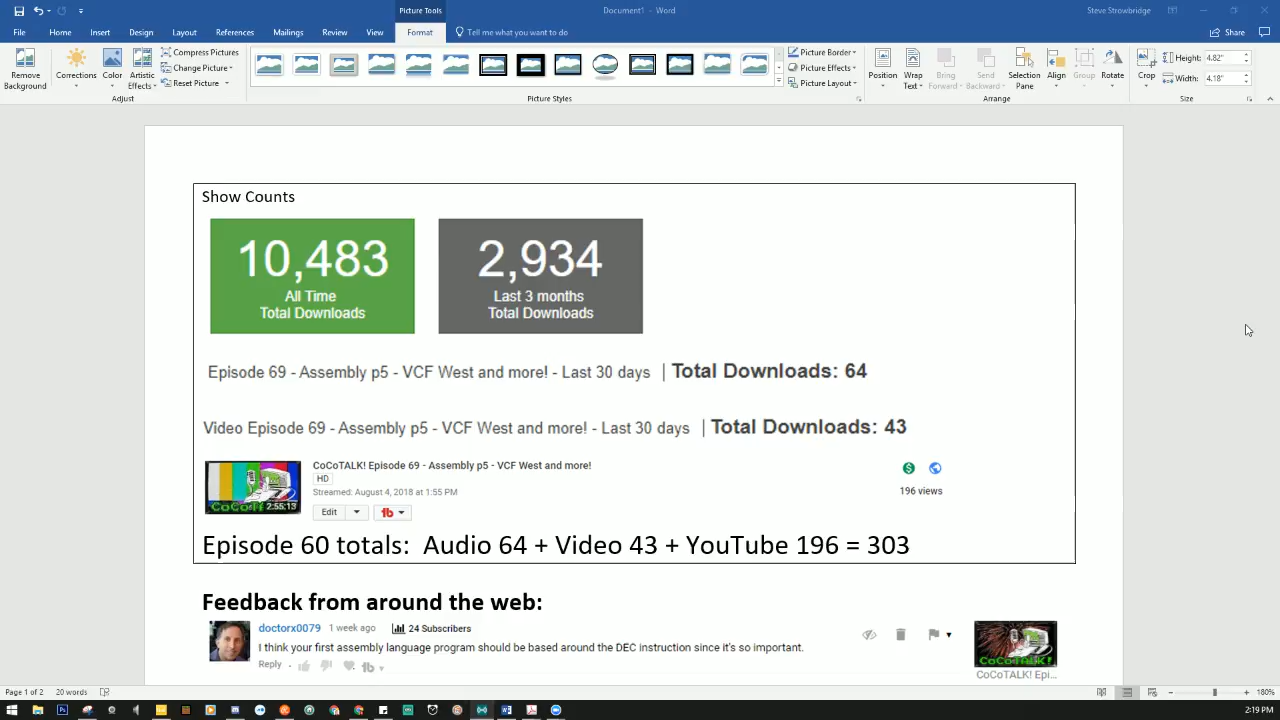 Picture Tools
Document1 - Word
Steve Strowbridge
File Home Insert Design Layout References Mailings Review View Format Tell me what you want to do
Share
Remove Background
Corrections
Color
Artistic Effects
Compress Pictures
Change Picture
Reset Picture
Picture Border
Picture Effects
Picture Layout
Position
Wrap Text
Bring Forward
Send Backward
Selection Pane
Align
Group
Rotate
Crop
Height: 4.82"
Width: 4.18"
Adjust
Picture Styles
Arrange
Size
Show Counts
10,483
All Time
Total Downloads
2,934
Last 3 months
Total Downloads
Episode 69 - Assembly p5 - VCF West and more! - Last 30 days | Total Downloads: 64
Video Episode 69 - Assembly p5 - VCF West and more! - Last 30 days | Total Downloads: 43
CoCoTALK! Episode 69 - Assembly p5 - VCF West and more!
HD
Streamed: August 4, 2018 at 1:55 PM
196 views
2:55:13
Edit
Episode 60 totals: Audio 64 + Video 43 + YouTube 196 = 303
Feedback from around the web:
doctorx0079 1 week ago 24 Subscribers
I think your first assembly language program should be based around the DEC instruction since it's so important.
Reply
CoCoTALK!
CoCoTALK! Epi...
Page 1 of 2 20 words
180%
2:19 PM